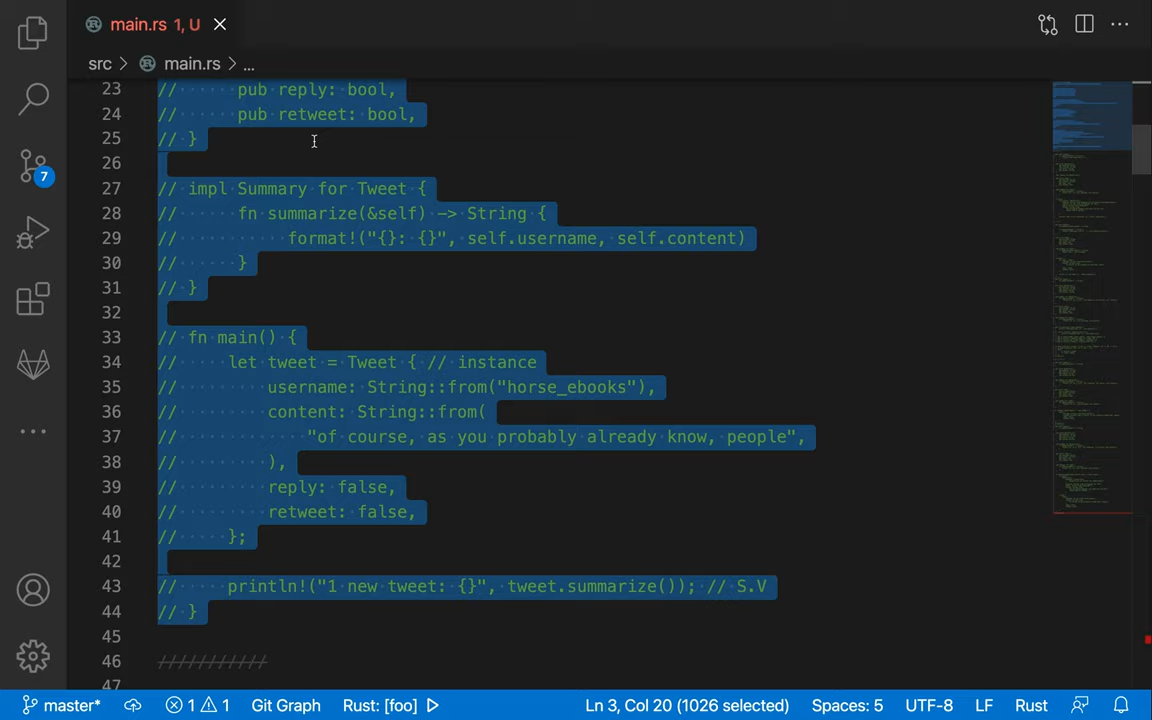 main.rs 1, U
src > main.rs > ...
23 // pub reply: bool,
24 // pub retweet: bool,
25 // }
26
27 // impl Summary for Tweet {
28 // fn summarize(&self) -> String {
29 // format!("{}: {}", self.username, self.content)
30 // }
31 // }
32
33 // fn main() {
34 // let tweet = Tweet { // instance
35 // username: String::from("horse_ebooks"),
36 // content: String::from(
37 // "of course, as you probably already know, people",
38 // ),
39 // reply: false,
40 // retweet: false,
41 // };
42
43 // println!("1 new tweet: {}", tweet.summarize()); // S.V
44 // }
45
46 ///////////
47
7
master* 1 1 Git Graph Rust: [foo] Ln 3, Col 20 (1026 selected) Spaces: 5 UTF-8 LF Rust